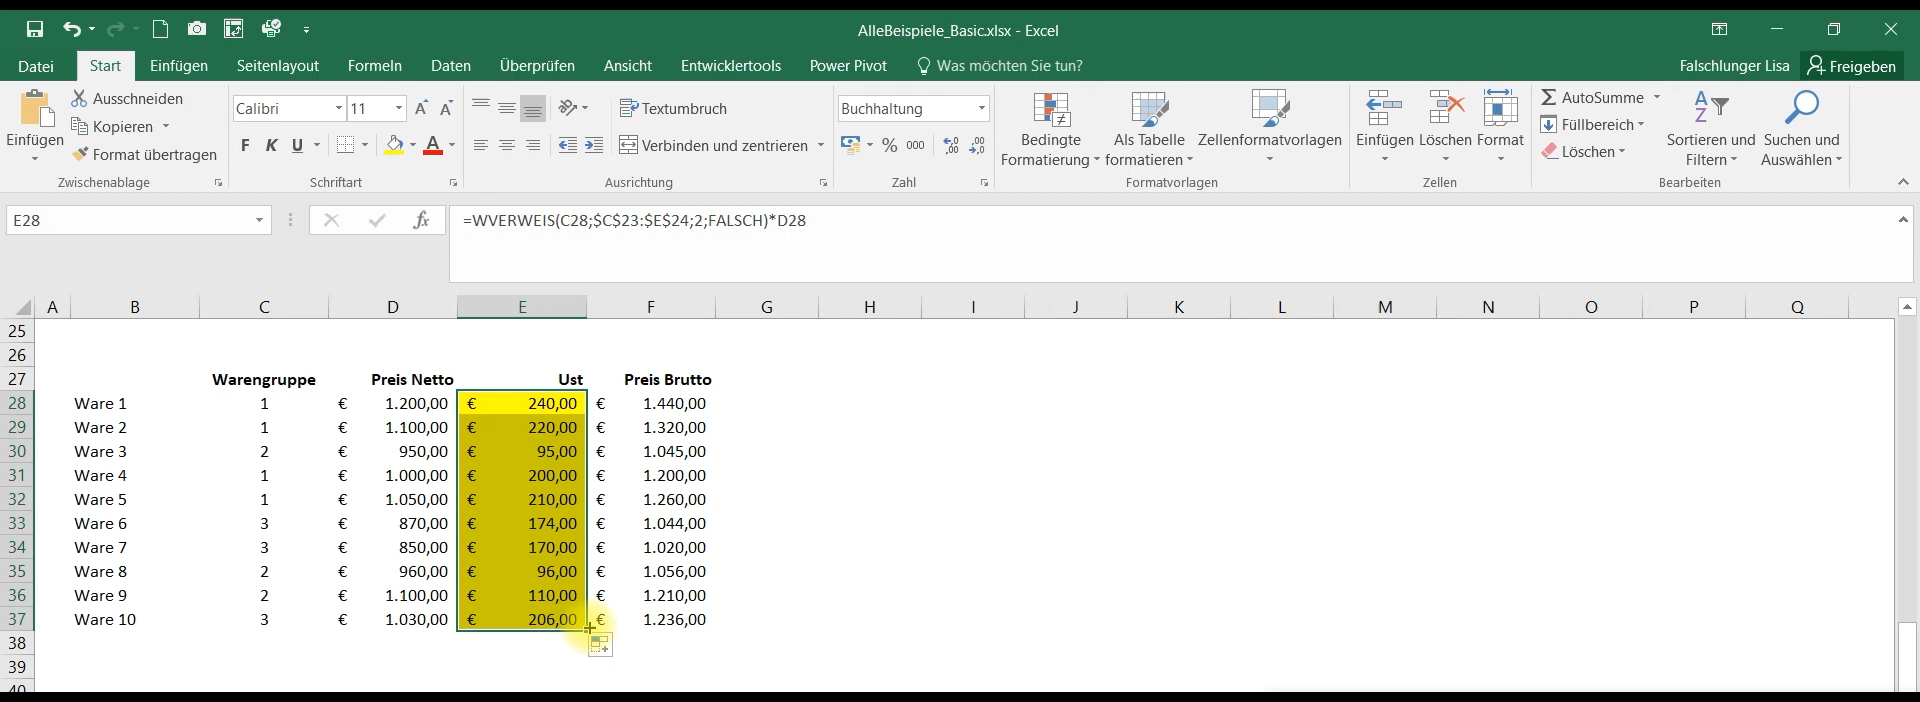 AlleBeispiele_Basic.xlsx - Excel
Datei Start Einfügen Seitenlayout Formeln Daten Überprüfen Ansicht Entwicklertools Power Pivot Was möchten Sie tun? Falschlunger Lisa Freigeben
Einfügen
Ausschneiden
Kopieren
Format übertragen
Zwischenablage
Calibri 11
F K U A
Schriftart
Textumbruch
Verbinden und zentrieren
Ausrichtung
Buchhaltung
% 000
Zahl
Bedingte
Formatierung
Als Tabelle
formatieren
Zellenformatvorlagen
Formatvorlagen
Einfügen Löschen Format
Zellen
AutoSumme
Füllbereich
Löschen
Sortieren und
Filtern
Suchen und
Auswählen
Bearbeiten
E28 fx =WVERWEIS(C28;$C$23:$E$24;2;FALSCH)*D28
A B C D E F G H I J K L M N O P Q
25
26
27 Warengruppe Preis Netto Ust Preis Brutto
28 Ware 1 1 € 1.200,00 € 240,00 € 1.440,00
29 Ware 2 1 € 1.100,00 € 220,00 € 1.320,00
30 Ware 3 2 € 950,00 € 95,00 € 1.045,00
31 Ware 4 1 € 1.000,00 € 200,00 € 1.200,00
32 Ware 5 1 € 1.050,00 € 210,00 € 1.260,00
33 Ware 6 3 € 870,00 € 174,00 € 1.044,00
34 Ware 7 3 € 850,00 € 170,00 € 1.020,00
35 Ware 8 2 € 960,00 € 96,00 € 1.056,00
36 Ware 9 2 € 1.100,00 € 110,00 € 1.210,00
37 Ware 10 3 € 1.030,00 € 206,00 € 1.236,00
38
39
40